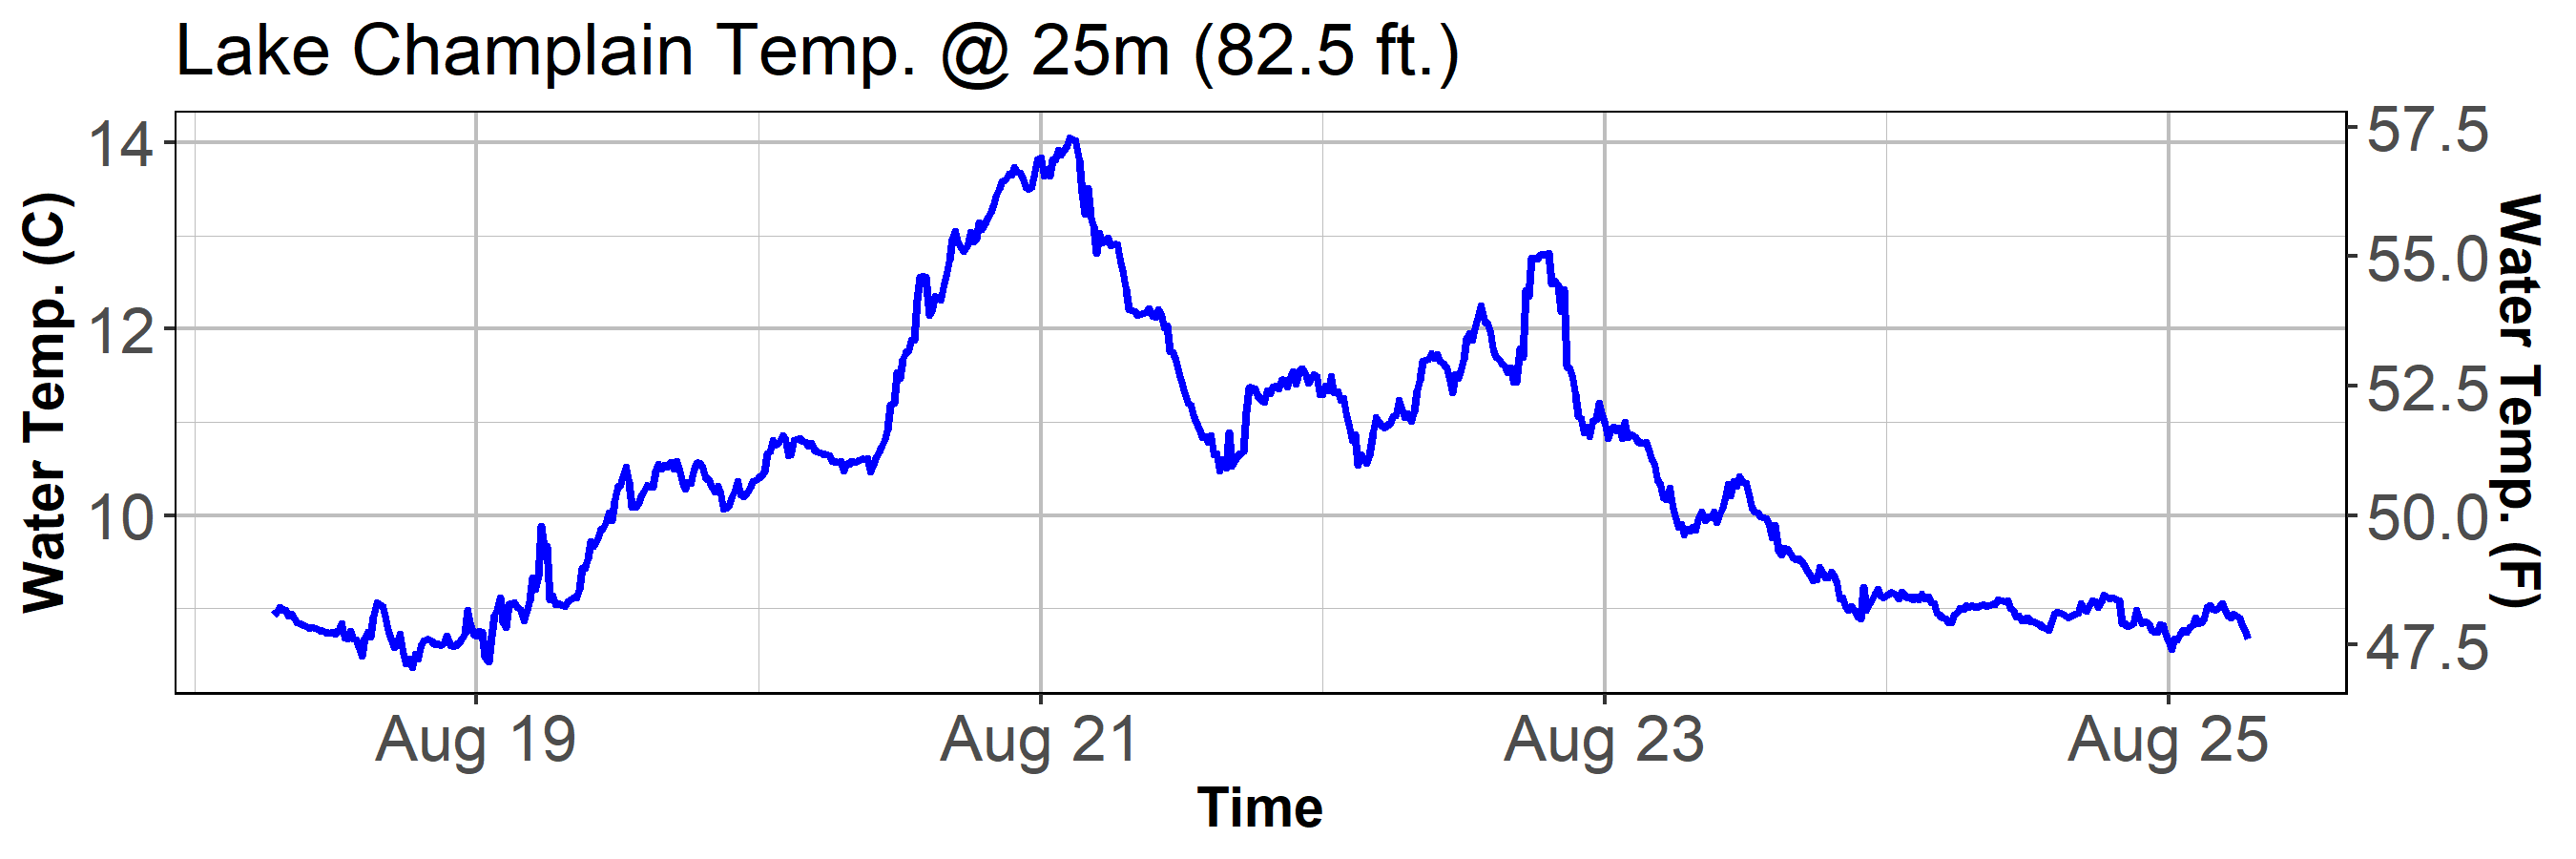 Lake Champlain Temp. @ 25m (82.5 ft.)
Water Temp. (C)
14
12
10
57.5
55.0
52.5
50.0
47.5
Water Temp. (F)
Aug 19
Aug 21
Aug 23
Aug 25
Time